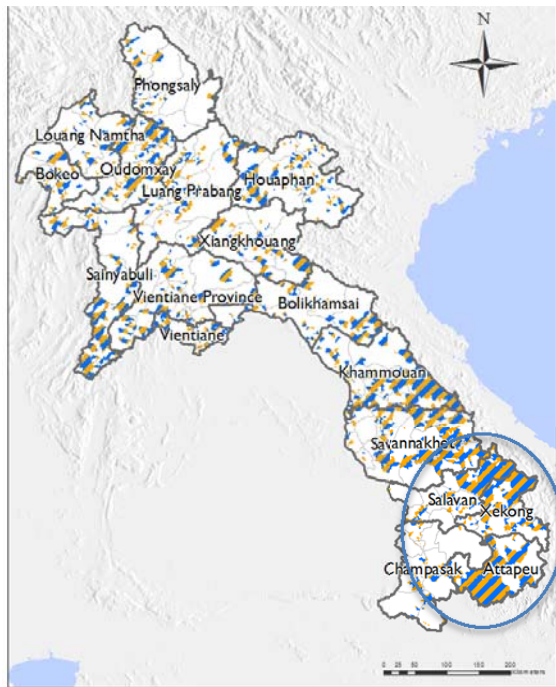 N
Phongsaly
Louang Namtha
Bokeo
Oudomxay
Luang Prabang
Houaphan
Xiangkhouang
Sainyabuli
Vientiane Province
Bolikhamsai
Vientiane
Khammouan
Savannakhet
Salavan
Xekong
Champasak
Attapeu
0 25 50 100 150 200
Kilometers